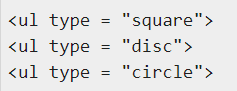 <ul type = "square">
<ul type = "disc">
<ul type = "circle">